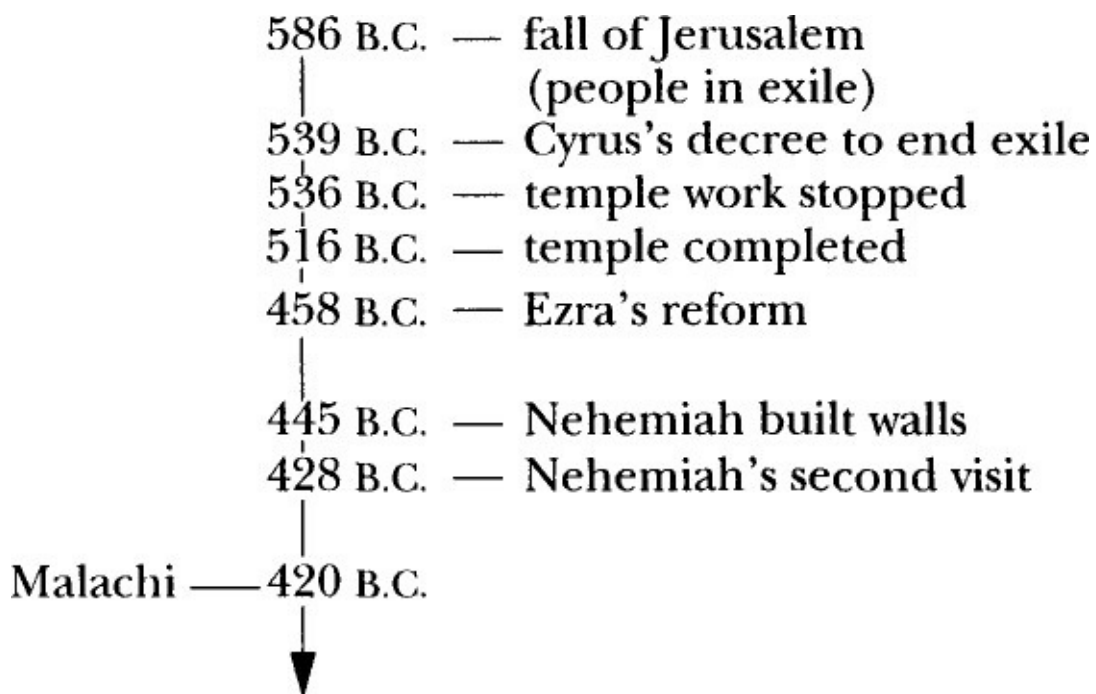 586 B.C. — fall of Jerusalem
(people in exile)
539 B.C. — Cyrus's decree to end exile
536 B.C. — temple work stopped
516 B.C. — temple completed
458 B.C. — Ezra's reform
445 B.C. — Nehemiah built walls
428 B.C. — Nehemiah's second visit
Malachi — 420 B.C.